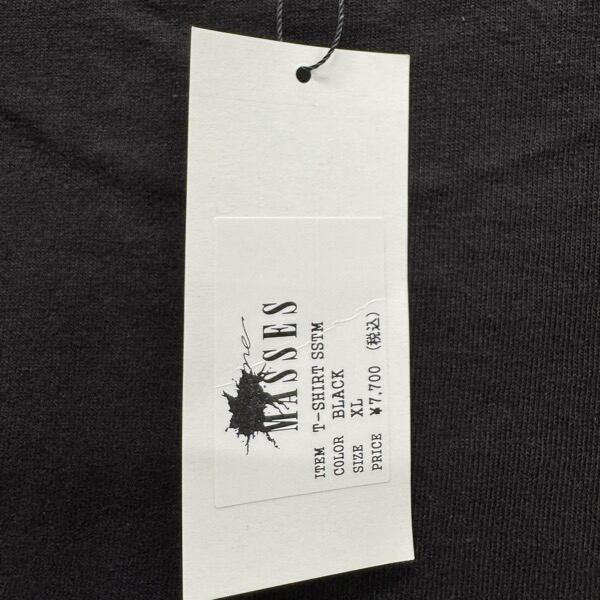 MASSES
ITEM T-SHIRT SSTM
COLOR BLACK
SIZE XL
PRICE ¥7,700 (税込)